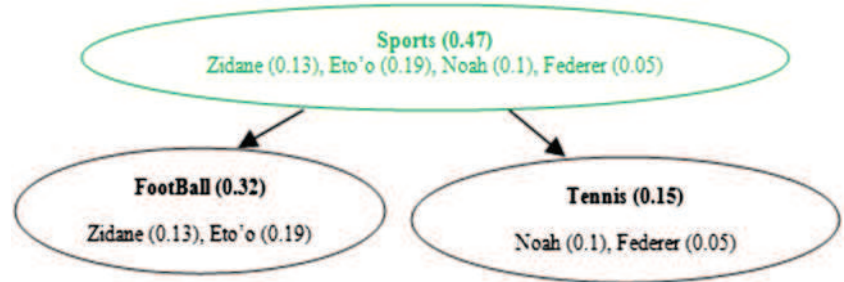 Sports (0.47)
Zidane (0.13), Eto’o (0.19), Noah (0.1), Federer (0.05)
FootBall (0.32)
Zidane (0.13), Eto’o (0.19)
Tennis (0.15)
Noah (0.1), Federer (0.05)